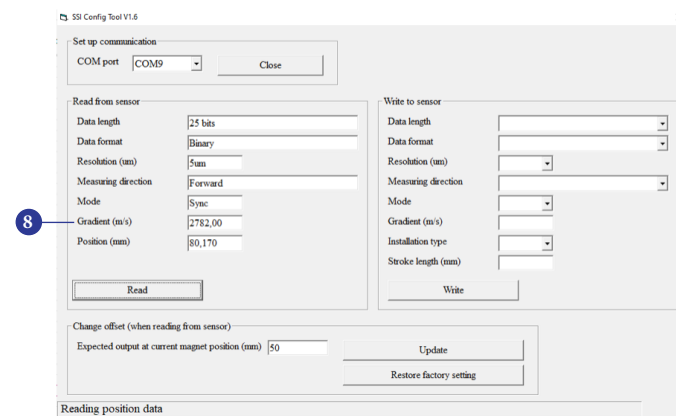 SSI Config Tool V1.6
Set up communication
COM port COM9 Close
Read from sensor
Data length 25 bits
Data format Binary
Resolution (um) 5um
Measuring direction Forward
Mode Sync
8 Gradient (m/s) 2782,00
Position (mm) 80,170
Read
Write to sensor
Data length
Data format
Resolution (um)
Measuring direction
Mode
Gradient (m/s)
Installation type
Stroke length (mm)
Write
Change offset (when reading from sensor)
Expected output at current magnet position (mm) 50 Update
Restore factory setting
Reading position data